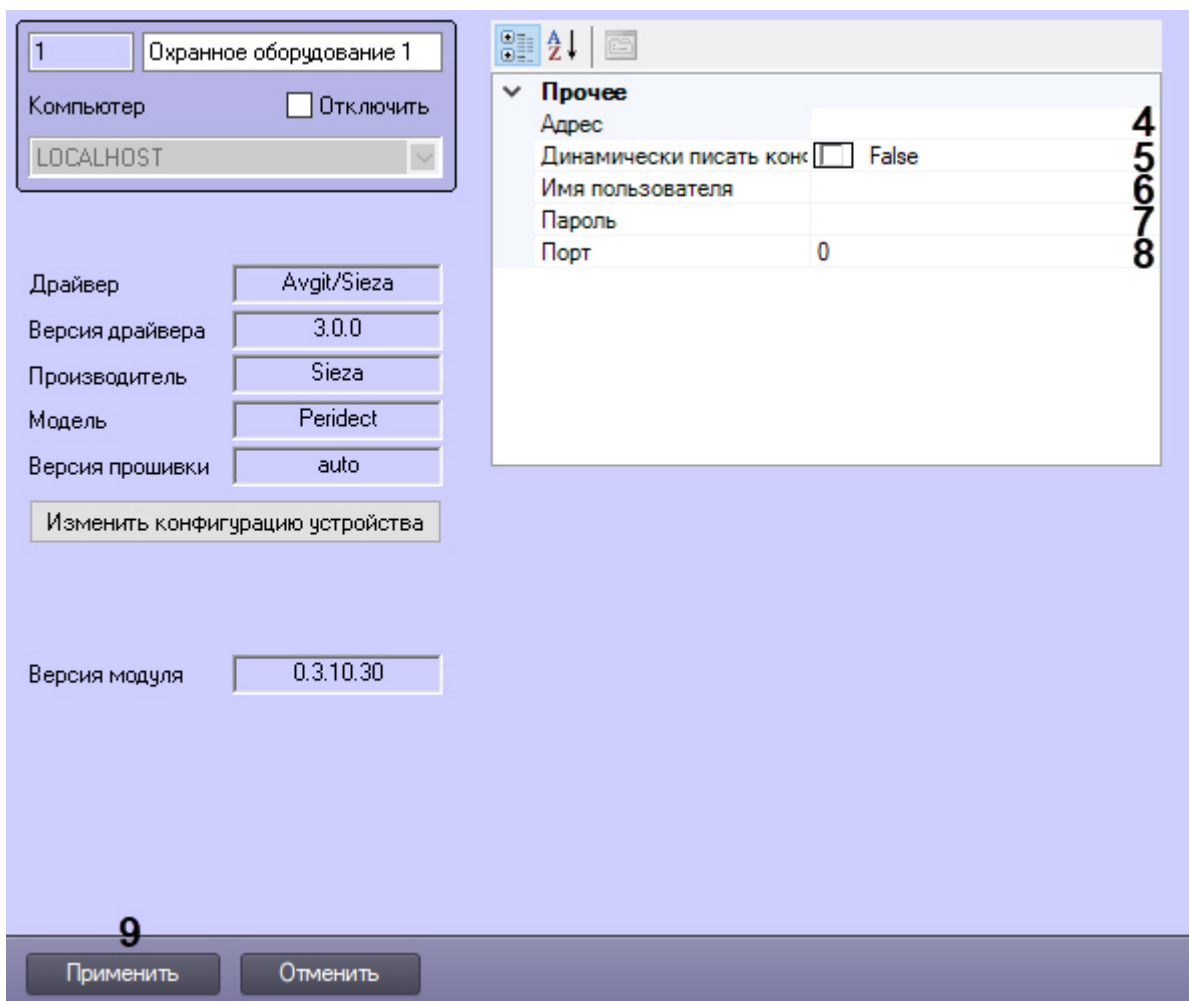 1 Охранное оборудование 1
Компьютер Отключить
LOCALHOST
Драйвер Avgit/Sieza
Версия драйвера 3.0.0
Производитель Sieza
Модель Peridect
Версия прошивки auto
Изменить конфигурацию устройства
Версия модуля 0.3.10.30
A
Z
Прочее
Адрес 4
Динамически писать кон False 5
Имя пользователя 6
Пароль 7
Порт 0 8
9
Применить Отменить